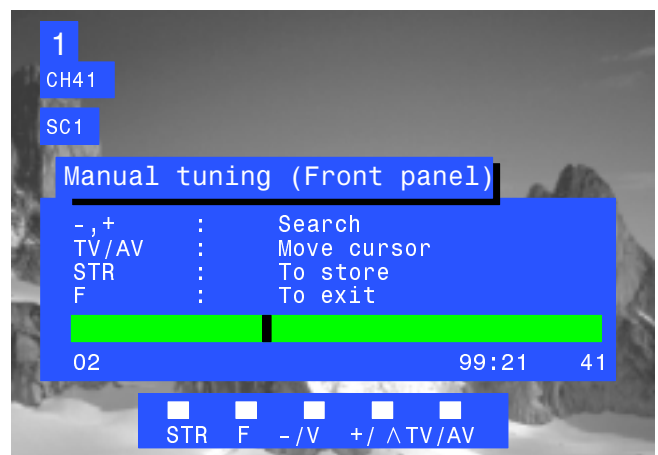 1
CH41
SC1
Manual tuning (Front panel)
-,+ : Search
TV/AV : Move cursor
STR : To store
F : To exit
02 99:21 41
STR F -/V +/ΛTV/AV